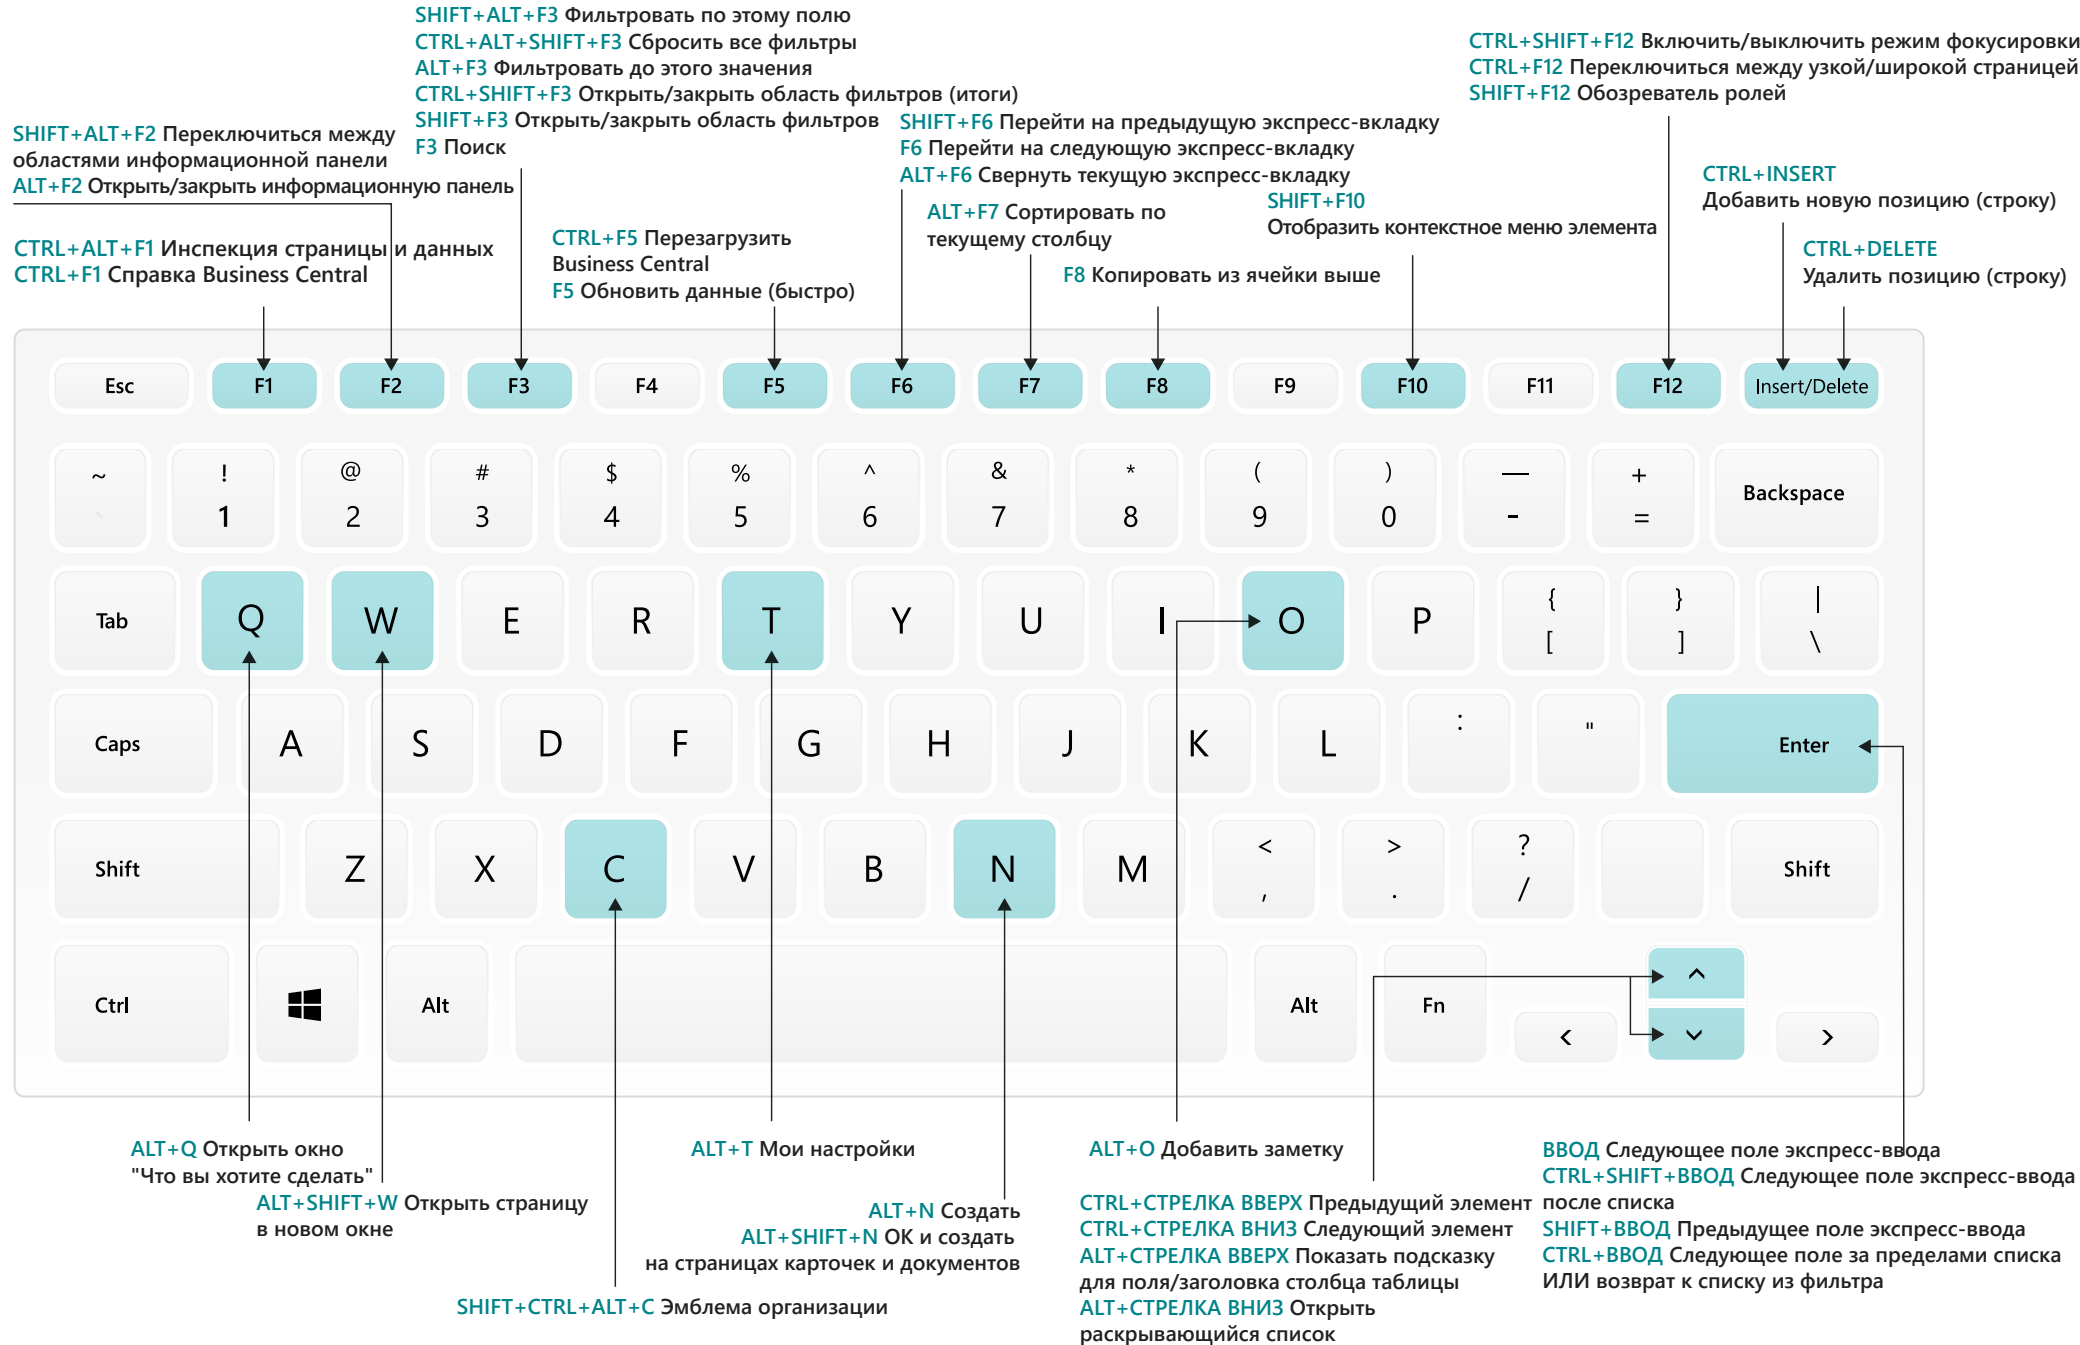 SHIFT+ALT+F3 Фильтровать по этому полю
CTRL+ALT+SHIFT+F3 Сбросить все фильтры
ALT+F3 Фильтровать до этого значения
CTRL+SHIFT+F3 Открыть/закрыть область фильтров (итоги)
SHIFT+F3 Открыть/закрыть область фильтров
F3 Поиск
CTRL+SHIFT+F12 Включить/выключить режим фокусировки
CTRL+F12 Переключиться между узкой/широкой страницей
SHIFT+F12 Обозреватель ролей
SHIFT+ALT+F2 Переключиться между
областями информационной панели
ALT+F2 Открыть/закрыть информационную панель
SHIFT+F6 Перейти на предыдущую экспресс-вкладку
F6 Перейти на следующую экспресс-вкладку
ALT+F6 Свернуть текущую экспресс-вкладку
CTRL+INSERT
Добавить новую позицию (строку)
ALT+F7 Сортировать по
текущему столбцу
SHIFT+F10
Отобразить контекстное меню элемента
CTRL+ALT+F1 Инспекция страницы и данных
CTRL+F1 Справка Business Central
CTRL+F5 Перезагрузить
Business Central
F5 Обновить данные (быстро)
F8 Копировать из ячейки выше
CTRL+DELETE
Удалить позицию (строку)
Esc F1 F2 F3 F4 F5 F6 F7 F8 F9 F10 F11 F12 Insert/Delete
~ ! @ # $ % ^ & * ( ) — +
` 1 2 3 4 5 6 7 8 9 0 - = Backspace
Tab Q W E R T Y U I O P { } |
[ ] \
Caps A S D F G H J K L : " Enter
Shift Z X C V B N M < > ? Shift
, . /
Ctrl Alt Alt Fn ^
< ⌄ >
ALT+Q Открыть окно
"Что вы хотите сделать"
ALT+SHIFT+W Открыть страницу
в новом окне
ALT+T Мои настройки
ALT+N Создать
ALT+SHIFT+N ОК и создать
на страницах карточек и документов
SHIFT+CTRL+ALT+C Эмблема организации
ALT+O Добавить заметку
CTRL+СТРЕЛКА ВВЕРХ Предыдущий элемент
CTRL+СТРЕЛКА ВНИЗ Следующий элемент
ALT+СТРЕЛКА ВВЕРХ Показать подсказку
для поля/заголовка столбца таблицы
ALT+СТРЕЛКА ВНИЗ Открыть
раскрывающийся список
ВВОД Следующее поле экспресс-ввода
CTRL+SHIFT+ВВОД Следующее поле экспресс-ввода
после списка
SHIFT+ВВОД Предыдущее поле экспресс-ввода
CTRL+ВВОД Следующее поле за пределами списка
ИЛИ возврат к списку из фильтра